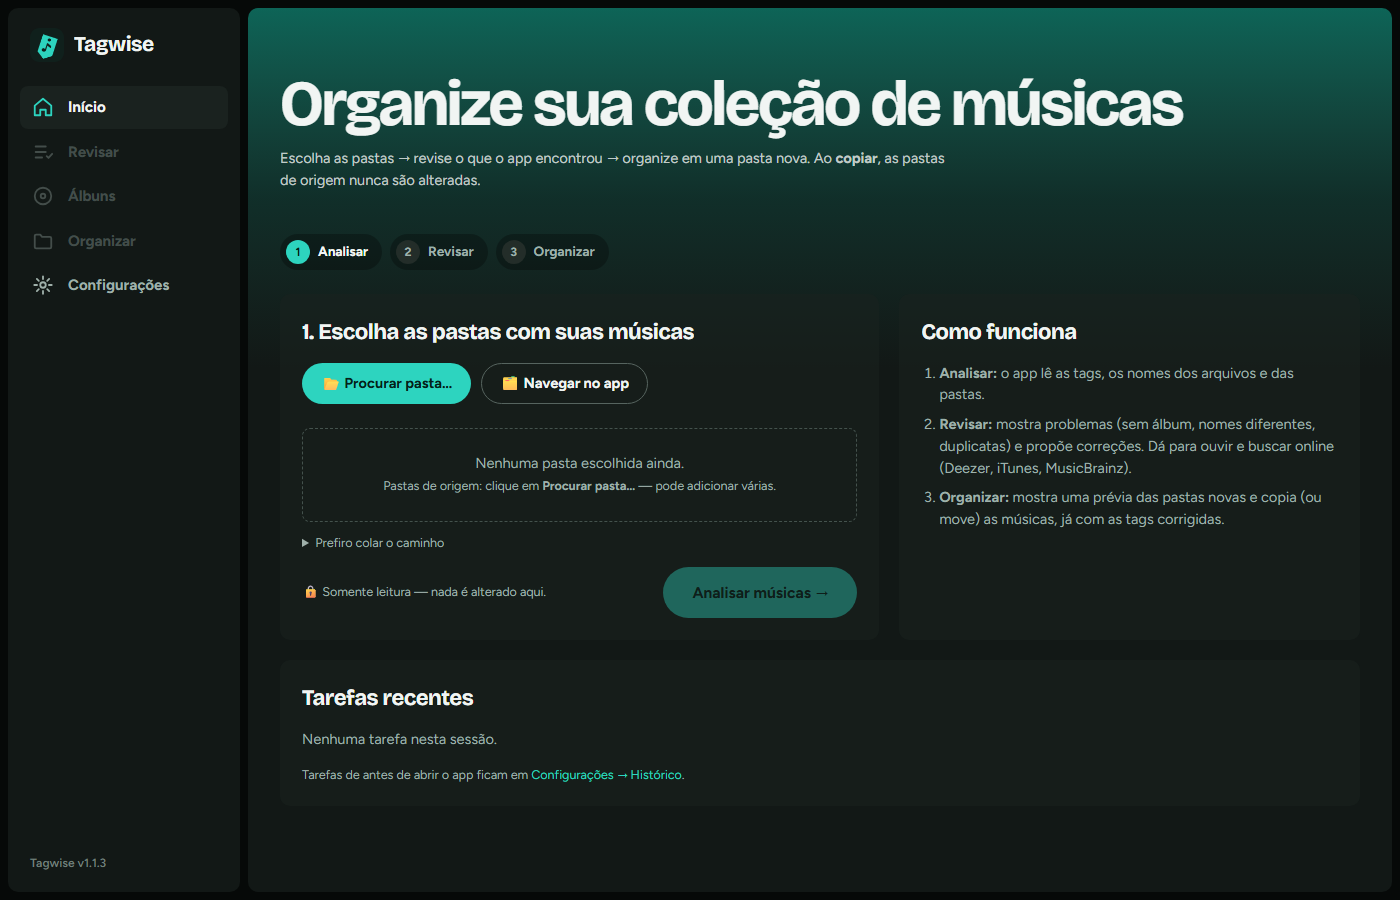 Tagwise
Início
Revisar
Álbuns
Organizar
Configurações
Tagwise v1.1.3
Organize sua coleção de músicas
Escolha as pastas → revise o que o app encontrou → organize em uma pasta nova. Ao copiar, as pastas
de origem nunca são alteradas.
1 Analisar
2 Revisar
3 Organizar
1. Escolha as pastas com suas músicas
Procurar pasta...
Navegar no app
Nenhuma pasta escolhida ainda.
Pastas de origem: clique em Procurar pasta... — pode adicionar várias.
Prefiro colar o caminho
Somente leitura — nada é alterado aqui.
Analisar músicas →
Como funciona
1. Analisar: o app lê as tags, os nomes dos arquivos e das
pastas.
2. Revisar: mostra problemas (sem álbum, nomes diferentes,
duplicatas) e propõe correções. Dá para ouvir e buscar online
(Deezer, iTunes, MusicBrainz).
3. Organizar: mostra uma prévia das pastas novas e copia (ou
move) as músicas, já com as tags corrigidas.
Tarefas recentes
Nenhuma tarefa nesta sessão.
Tarefas de antes de abrir o app ficam em Configurações → Histórico.